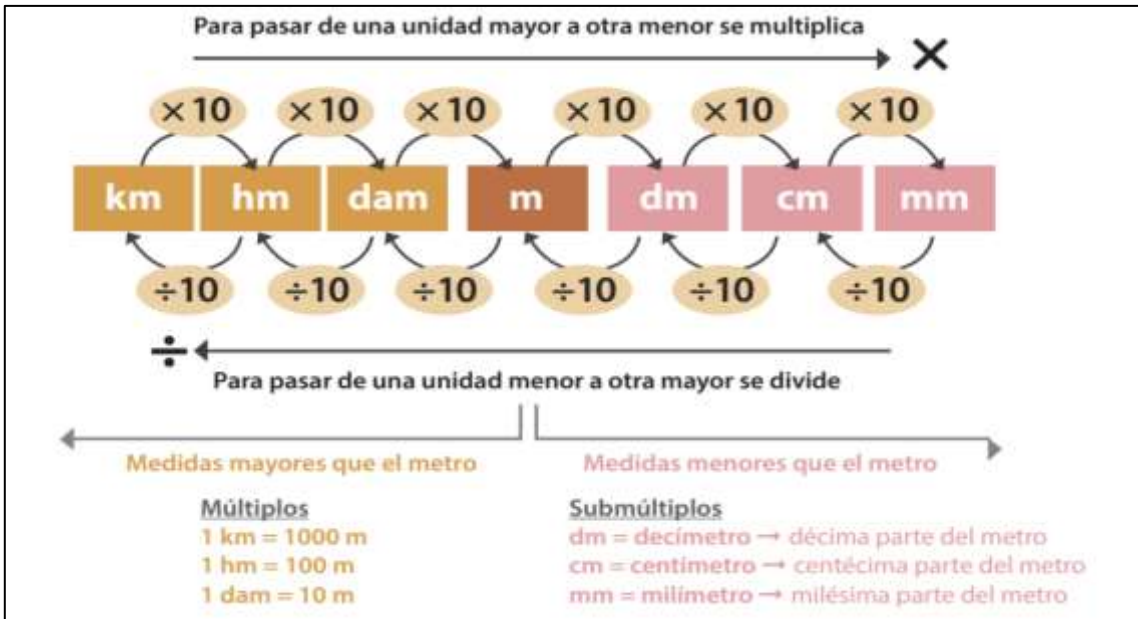 Para pasar de una unidad mayor a otra menor se multiplica
×
×10 ×10 ×10 ×10 ×10 ×10
km hm dam m dm cm mm
÷10 ÷10 ÷10 ÷10 ÷10 ÷10
÷
Para pasar de una unidad menor a otra mayor se divide
Medidas mayores que el metro
Múltiplos
1 km = 1000 m
1 hm = 100 m
1 dam = 10 m
Medidas menores que el metro
Submúltiplos
dm = decímetro → décima parte del metro
cm = centímetro → centécima parte del metro
mm = milímetro → milésima parte del metro